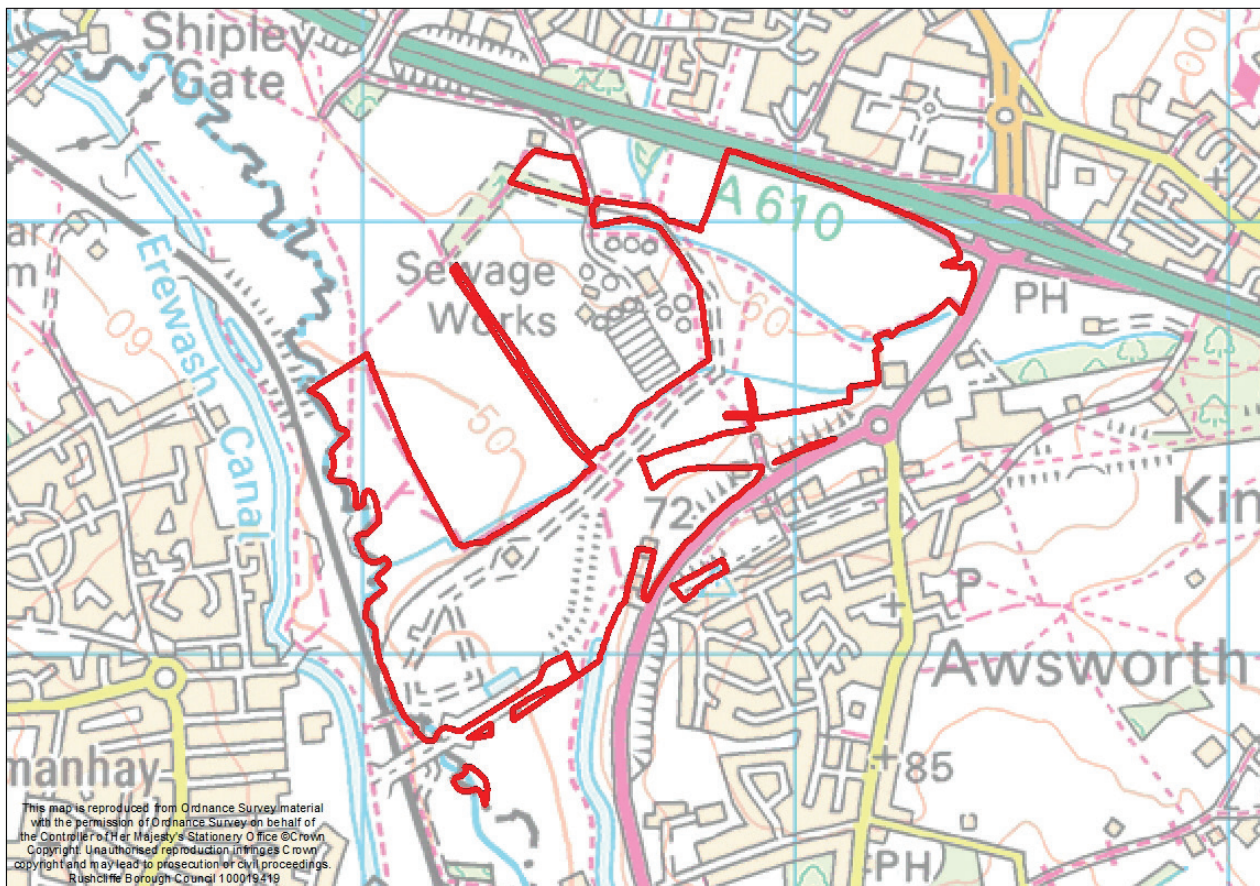 Shipley
Gate
A 610
ar
m
Sewage
Works
PH
60
60
Erewash
Canal
50
72
Kim
P
Awsworth
manhay
85
PH
00
This map is reproduced from Ordnance Survey material
with the permission of Ordnance Survey on behalf of
the Controller of Her Majesty's Stationery Office ©Crown
Copyright. Unauthorised reproduction infringes Crown
copyright and may lead to prosecution or civil proceedings.
Rushcliffe Borough Council 100019419